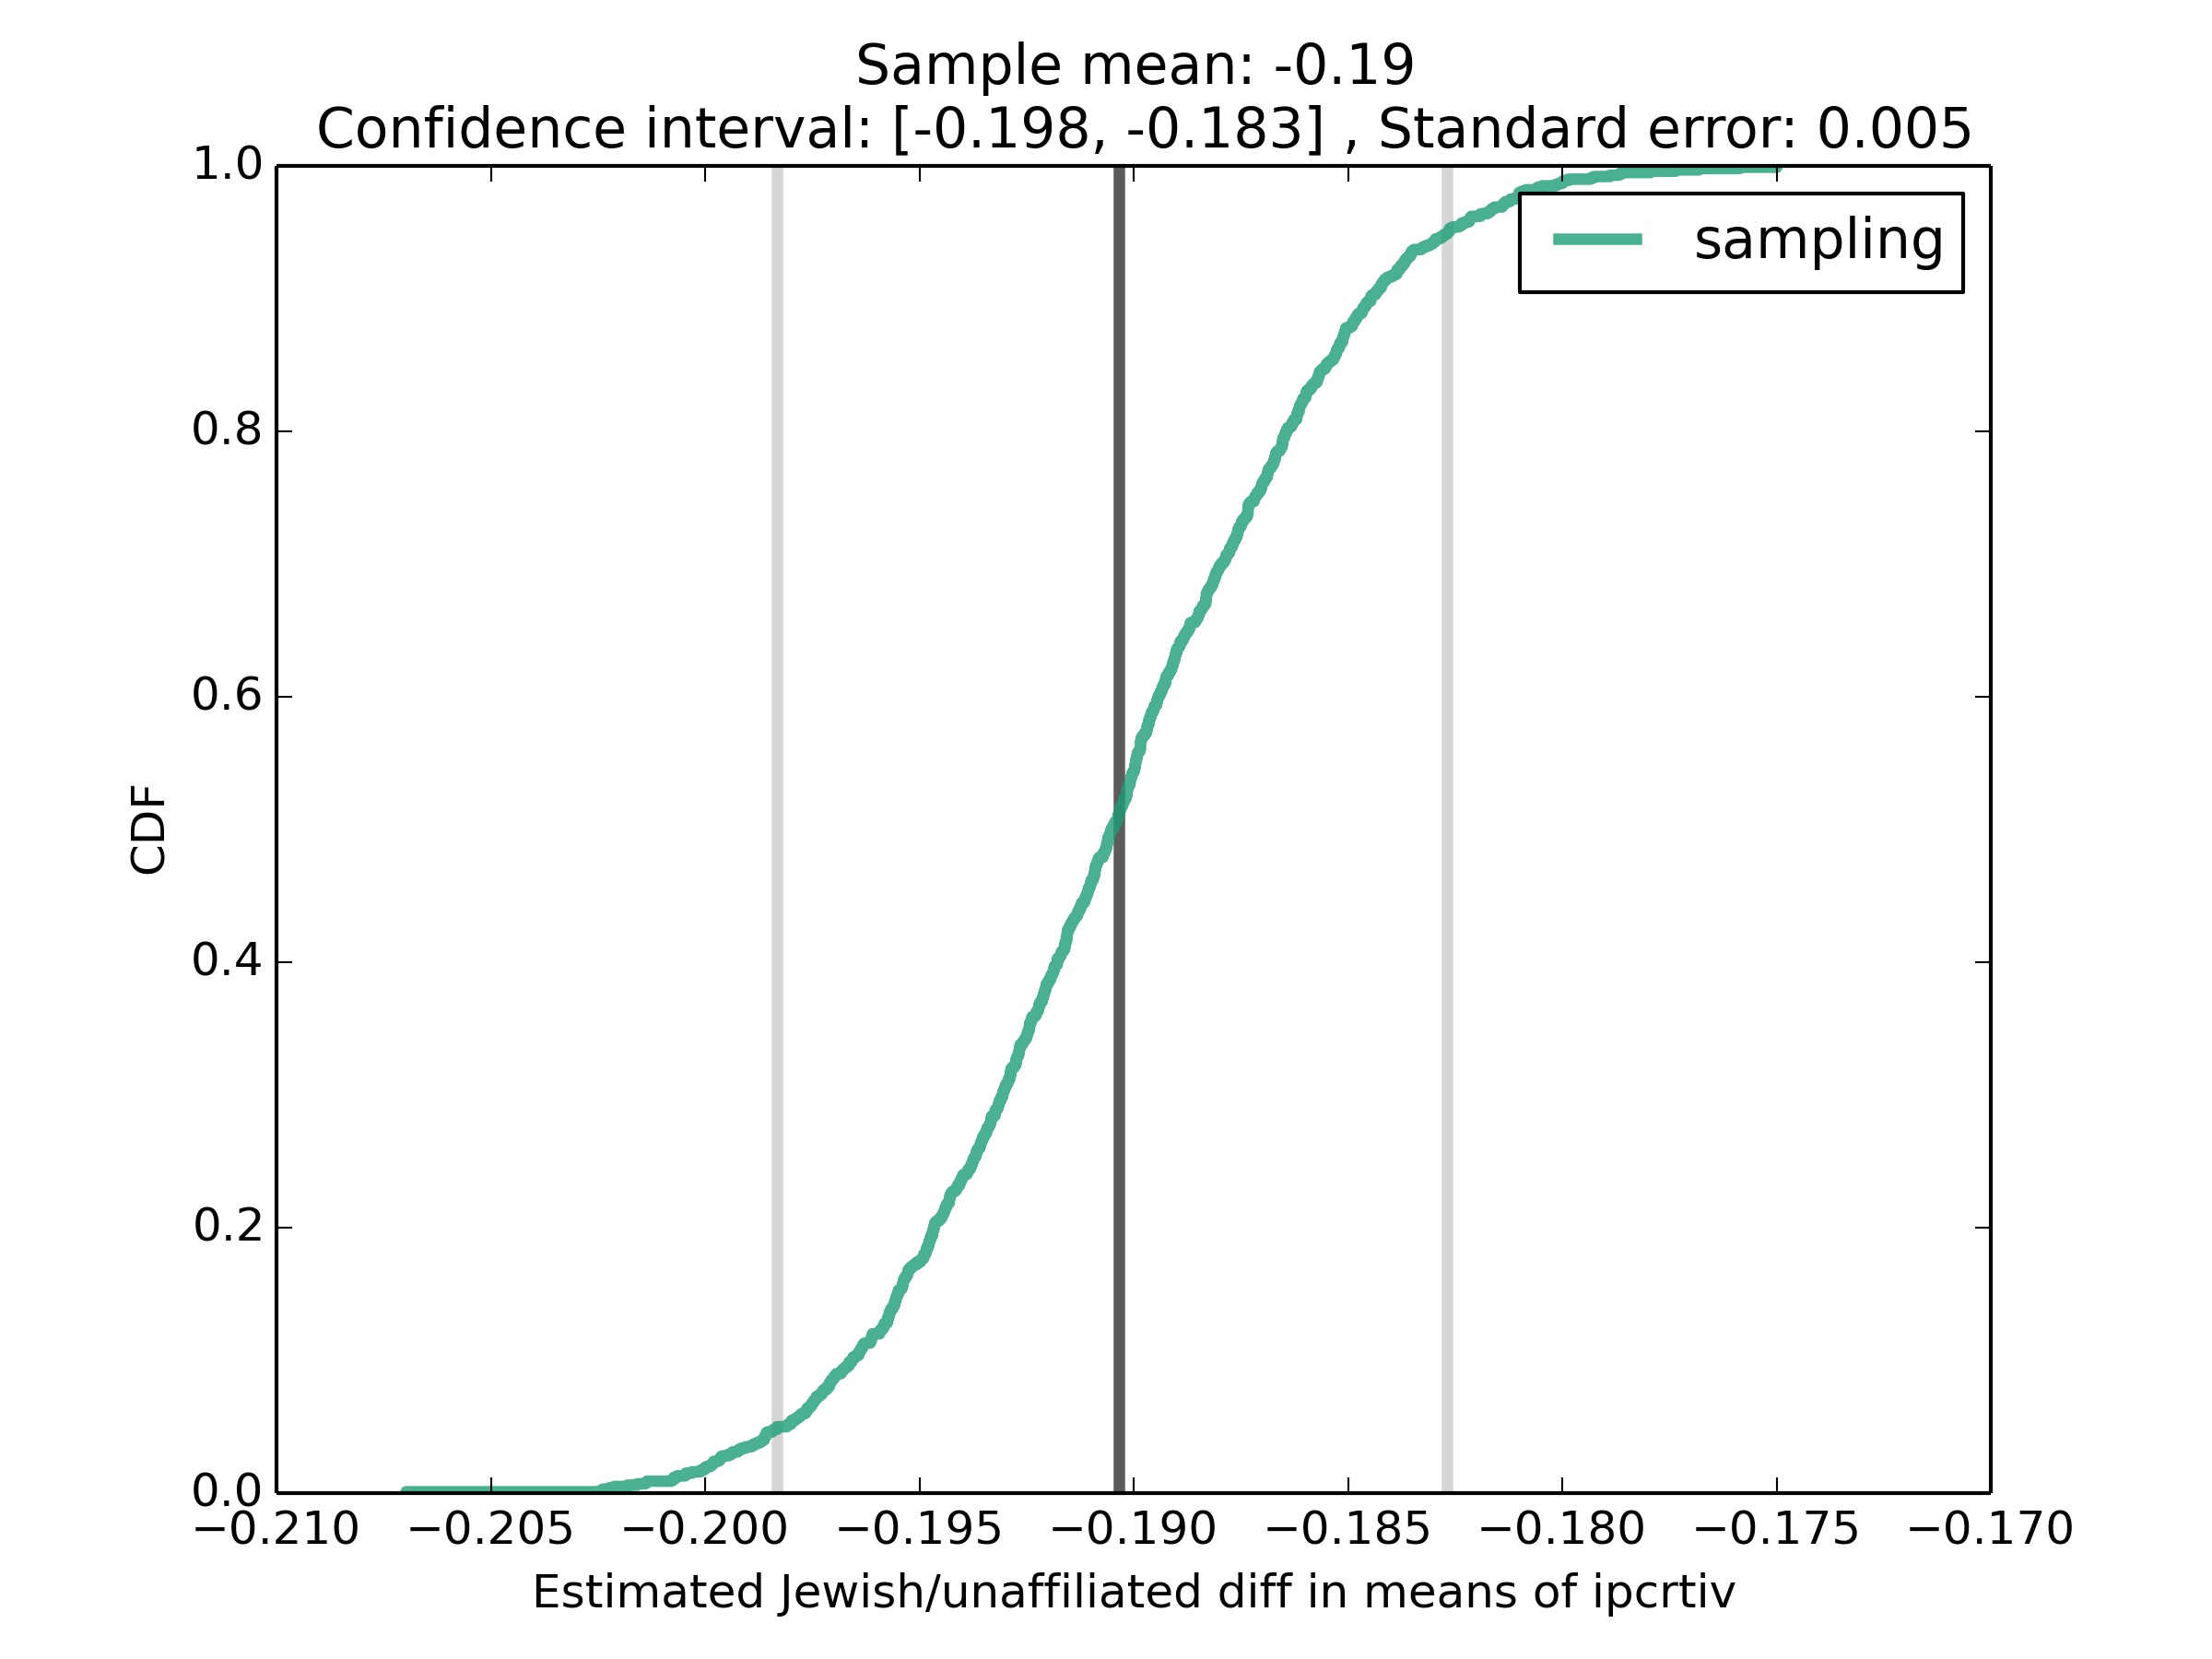 Sample mean: -0.19
Confidence interval: [-0.198, -0.183] , Standard error: 0.005
1.0
sampling
0.8
0.6
CDF
0.4
0.2
0.0
−0.210 −0.205 −0.200 −0.195 −0.190 −0.185 −0.180 −0.175 −0.170
Estimated Jewish/unaffiliated diff in means of ipcrtiv